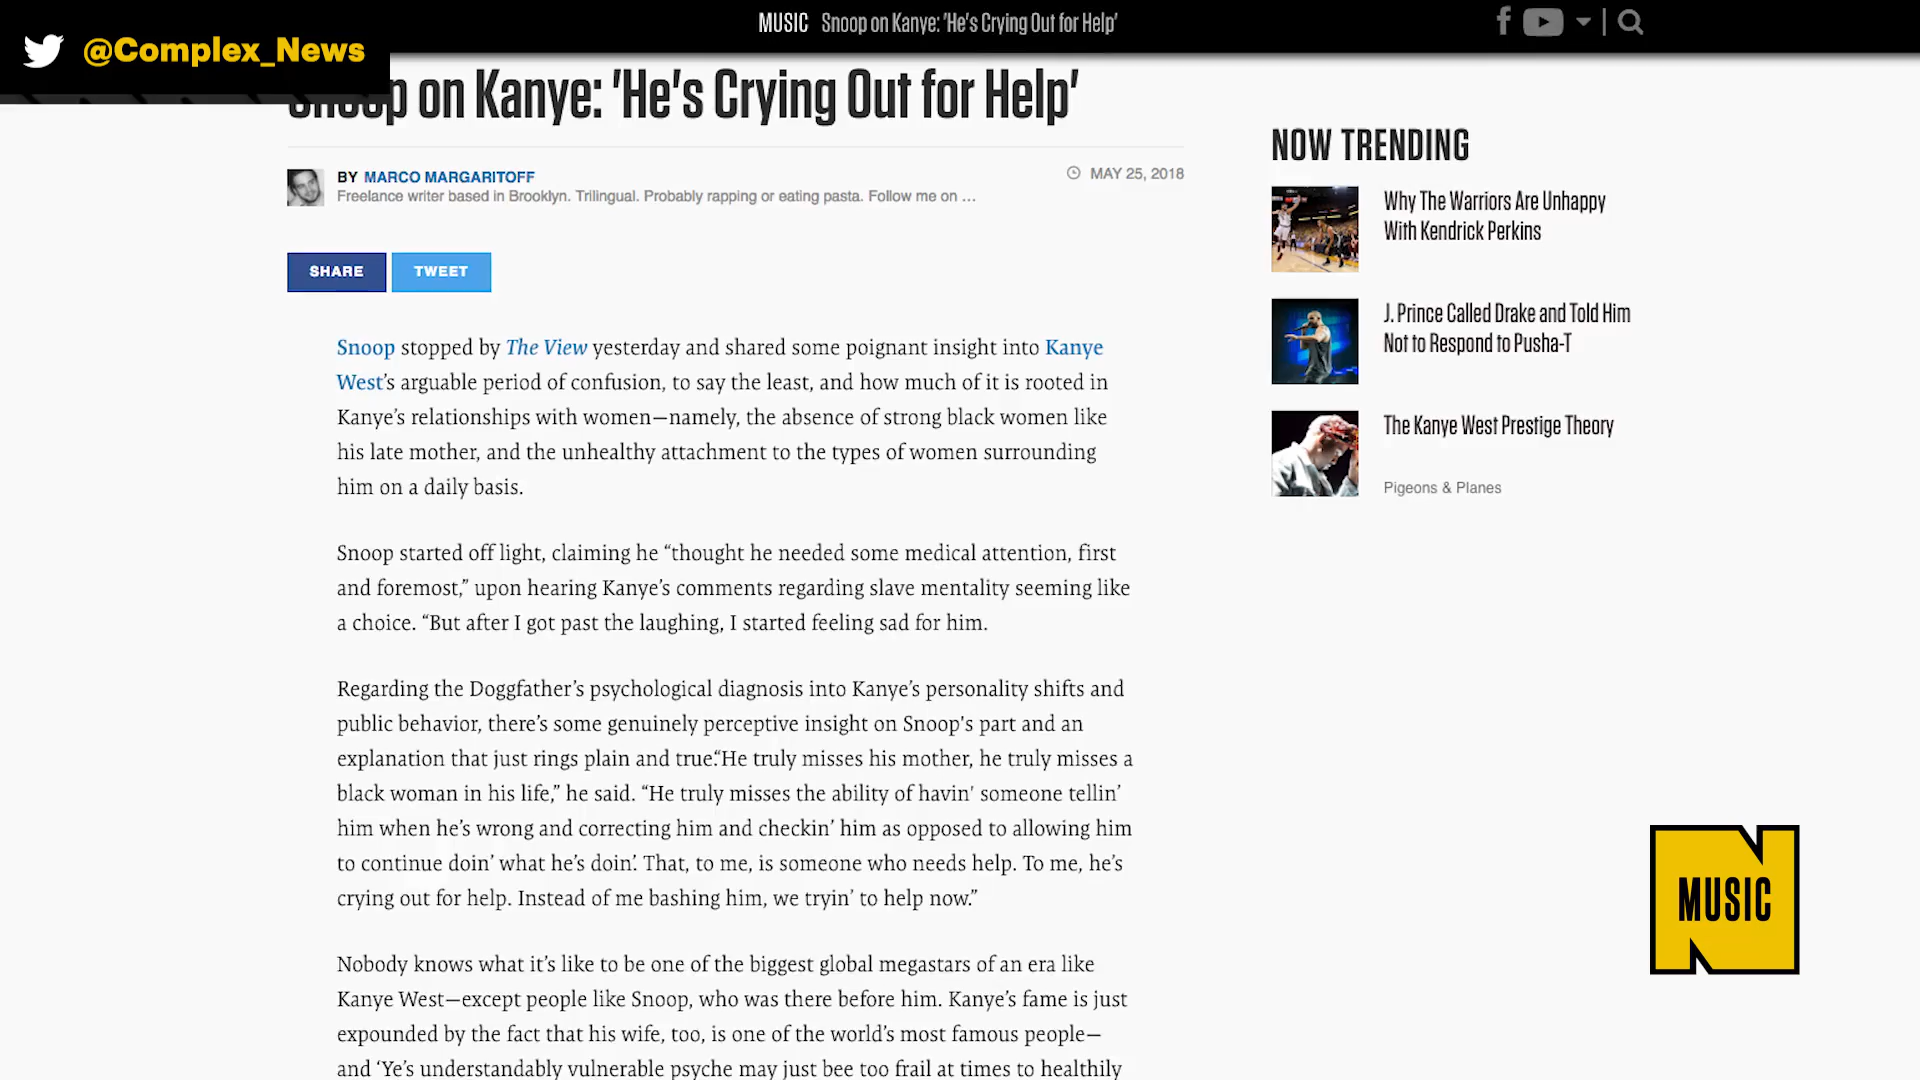 MUSIC Snoop on Kanye: 'He's Crying Out for Help'
@Complex_News
Snoop on Kanye: 'He's Crying Out for Help'
BY MARCO MARGARITOFF
Freelance writer based in Brooklyn. Trilingual. Probably rapping or eating pasta. Follow me on ...
MAY 25, 2018
SHARE TWEET
Snoop stopped by The View yesterday and shared some poignant insight into Kanye
West’s arguable period of confusion, to say the least, and how much of it is rooted in
Kanye’s relationships with women—namely, the absence of strong black women like
his late mother, and the unhealthy attachment to the types of women surrounding
him on a daily basis.
Snoop started off light, claiming he “thought he needed some medical attention, first
and foremost,” upon hearing Kanye’s comments regarding slave mentality seeming like
a choice. “But after I got past the laughing, I started feeling sad for him.
Regarding the Doggfather’s psychological diagnosis into Kanye’s personality shifts and
public behavior, there’s some genuinely perceptive insight on Snoop's part and an
explanation that just rings plain and true.“He truly misses his mother, he truly misses a
black woman in his life,” he said. “He truly misses the ability of havin' someone tellin’
him when he’s wrong and correcting him and checkin’ him as opposed to allowing him
to continue doin’ what he’s doin’. That, to me, is someone who needs help. To me, he’s
crying out for help. Instead of me bashing him, we tryin’ to help now.”
Nobody knows what it’s like to be one of the biggest global megastars of an era like
Kanye West—except people like Snoop, who was there before him. Kanye’s fame is just
expounded by the fact that his wife, too, is one of the world’s most famous people—
and ‘Ye’s understandably vulnerable psyche may just bee too frail at times to healthily
NOW TRENDING
Why The Warriors Are Unhappy
With Kendrick Perkins
J. Prince Called Drake and Told Him
Not to Respond to Pusha-T
The Kanye West Prestige Theory
Pigeons & Planes
MUSIC